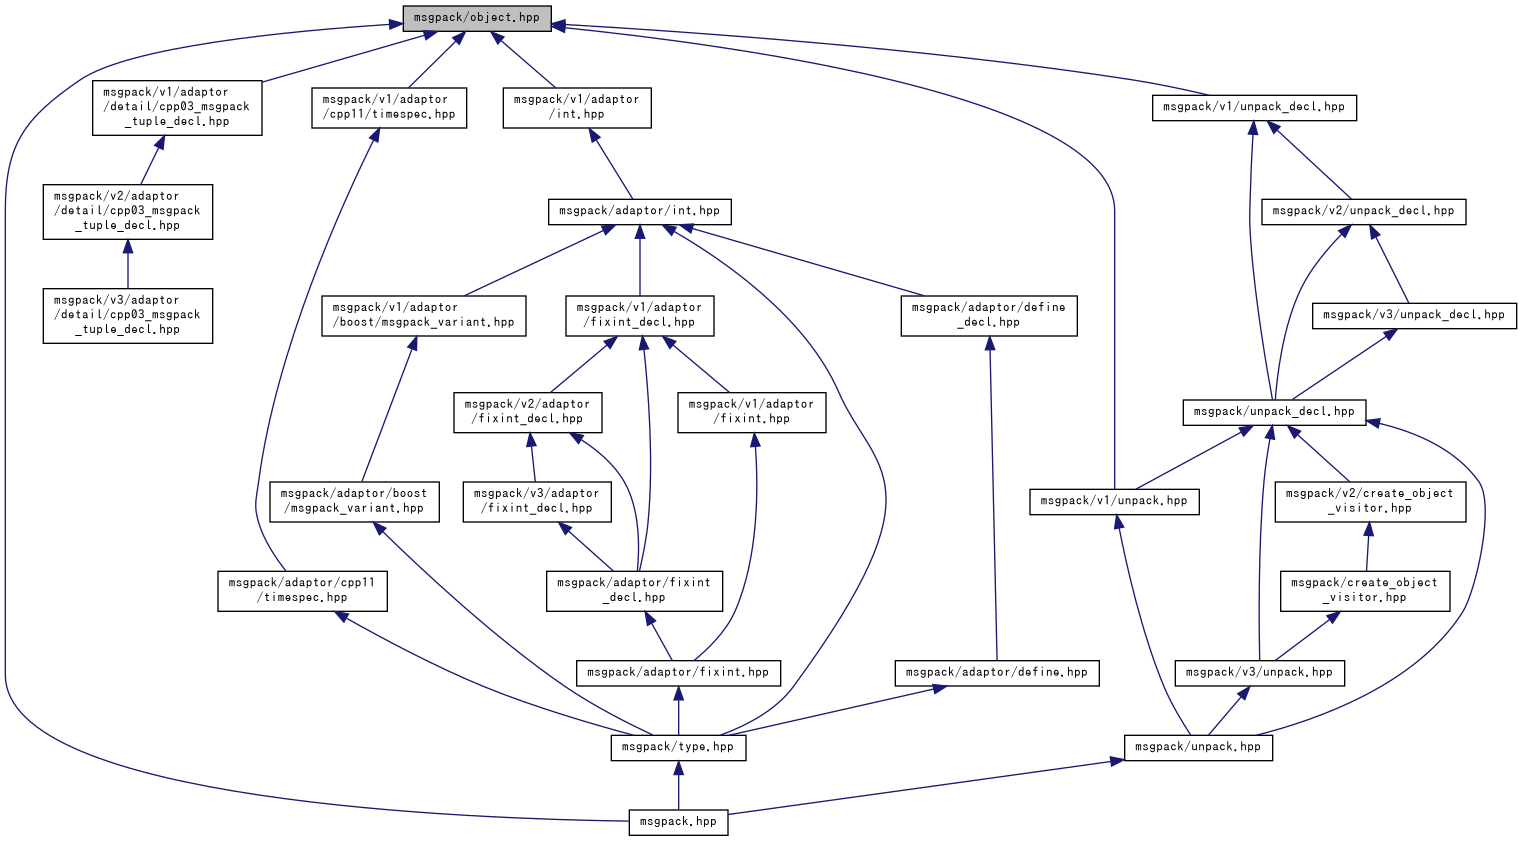 msgpack/object.hpp
msgpack/v1/adaptor
/detail/cpp03_msgpack
_tuple_decl.hpp
msgpack/v1/adaptor
/cpp11/timespec.hpp
msgpack/v1/adaptor
/int.hpp
msgpack/v1/unpack_decl.hpp
msgpack/v2/adaptor
/detail/cpp03_msgpack
_tuple_decl.hpp
msgpack/adaptor/int.hpp
msgpack/v2/unpack_decl.hpp
msgpack/v3/adaptor
/detail/cpp03_msgpack
_tuple_decl.hpp
msgpack/v1/adaptor
/boost/msgpack_variant.hpp
msgpack/v1/adaptor
/fixint_decl.hpp
msgpack/adaptor/define
_decl.hpp
msgpack/v3/unpack_decl.hpp
msgpack/v2/adaptor
/fixint_decl.hpp
msgpack/v1/adaptor
/fixint.hpp
msgpack/unpack_decl.hpp
msgpack/adaptor/boost
/msgpack_variant.hpp
msgpack/v3/adaptor
/fixint_decl.hpp
msgpack/v1/unpack.hpp
msgpack/v2/create_object
_visitor.hpp
msgpack/adaptor/cpp11
/timespec.hpp
msgpack/adaptor/fixint
_decl.hpp
msgpack/create_object
_visitor.hpp
msgpack/adaptor/fixint.hpp
msgpack/adaptor/define.hpp
msgpack/v3/unpack.hpp
msgpack/type.hpp
msgpack/unpack.hpp
msgpack.hpp